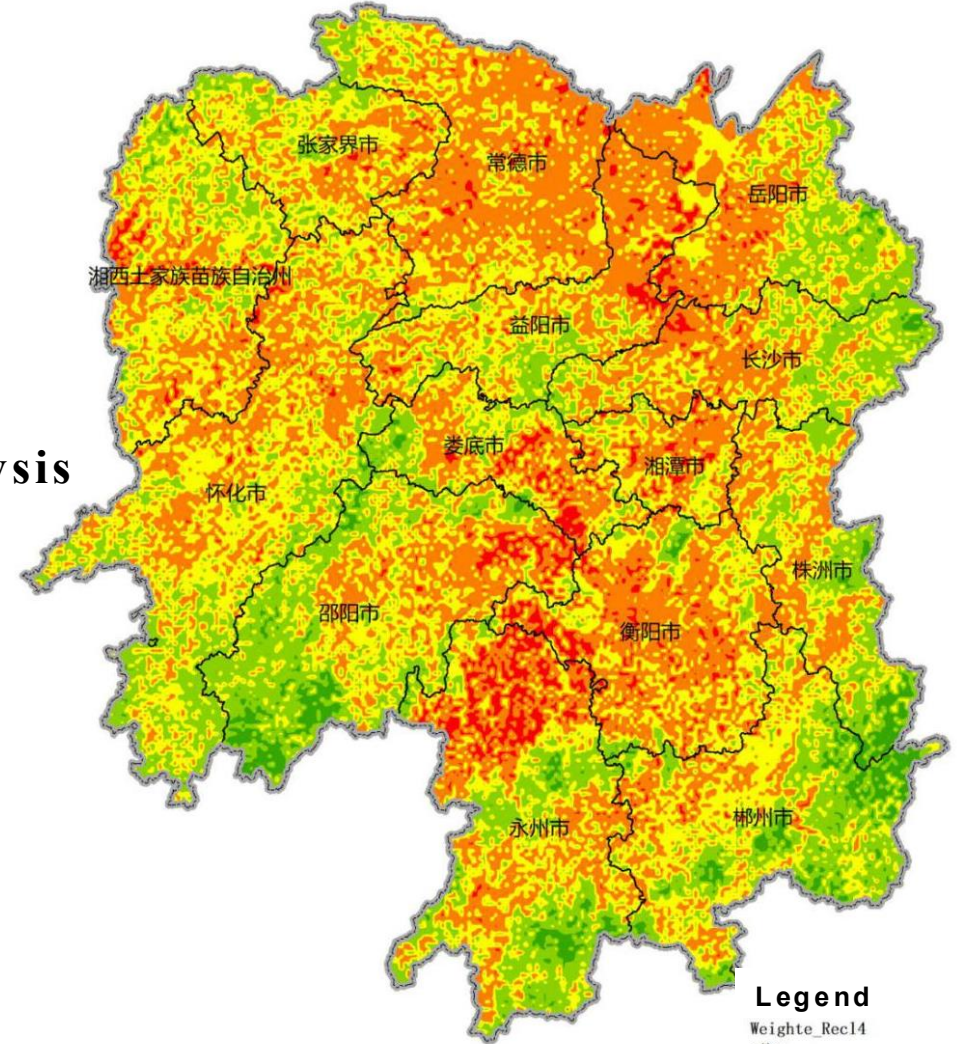 张家界市
常德市
岳阳市
湘西土家族苗族自治州
益阳市
长沙市
娄底市
湘潭市
ysis
怀化市
株洲市
邵阳市
衡阳市
永州市
郴州市
Legend
Weighte_Recl4